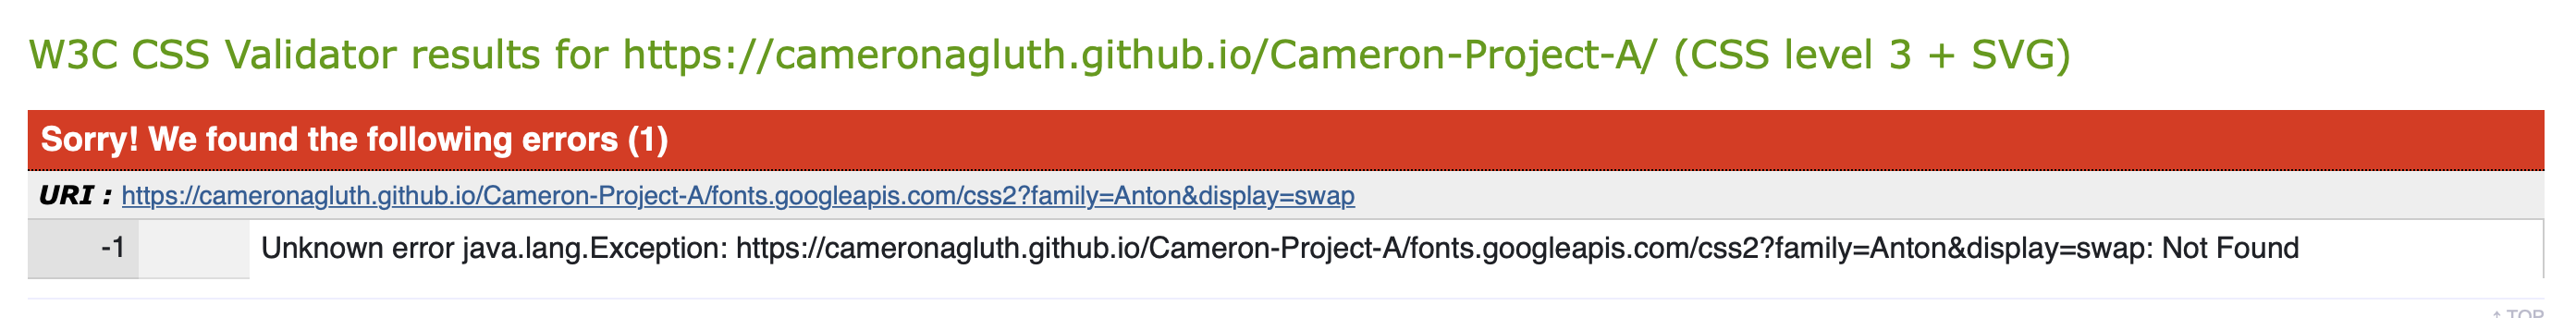 W3C CSS Validator results for https://cameronagluth.github.io/Cameron-Project-A/ (CSS level 3 + SVG)
Sorry! We found the following errors (1)
URI : https://cameronagluth.github.io/Cameron-Project-A/fonts.googleapis.com/css2?family=Anton&display=swap
-1 Unknown error java.lang.Exception: https://cameronagluth.github.io/Cameron-Project-A/fonts.googleapis.com/css2?family=Anton&display=swap: Not Found
↑ TOP